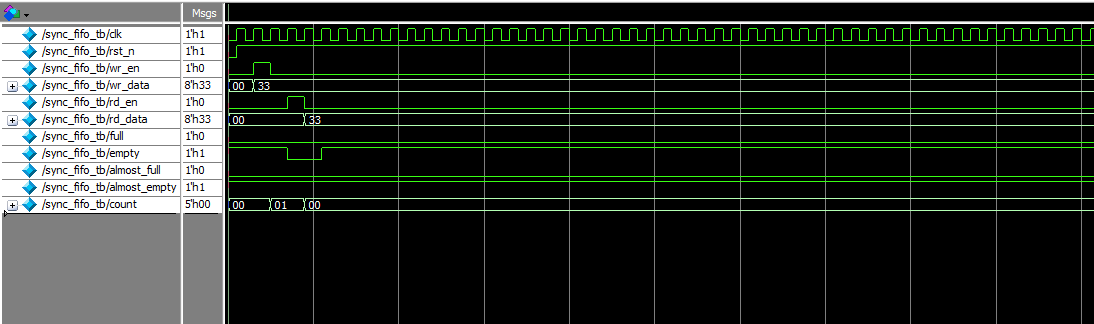 Msgs
/sync_fifo_tb/clk 1'h1
/sync_fifo_tb/rst_n 1'h1
/sync_fifo_tb/wr_en 1'h0
/sync_fifo_tb/wr_data 8'h33 00 33
/sync_fifo_tb/rd_en 1'h0
/sync_fifo_tb/rd_data 8'h33 00 33
/sync_fifo_tb/full 1'h0
/sync_fifo_tb/empty 1'h1
/sync_fifo_tb/almost_full 1'h0
/sync_fifo_tb/almost_empty 1'h1
/sync_fifo_tb/count 5'h00 00 01 00